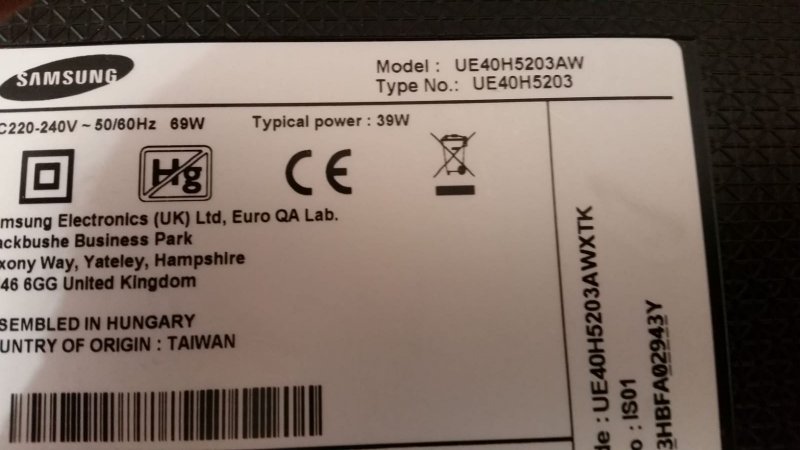 SAMSUNG
Model : UE40H5203AW
Type No.: UE40H5203
C220-240V ~ 50/60Hz 69W
Typical power : 39W
Hg
CE
msung Electronics (UK) Ltd, Euro QA Lab.
ackbushe Business Park
xony Way, Yateley, Hampshire
46 6GG United Kingdom
SEMBLED IN HUNGARY
UNTRY OF ORIGIN : TAIWAN
de : UE40H5203AWXTK
o : IS01
3HBFA02943Y